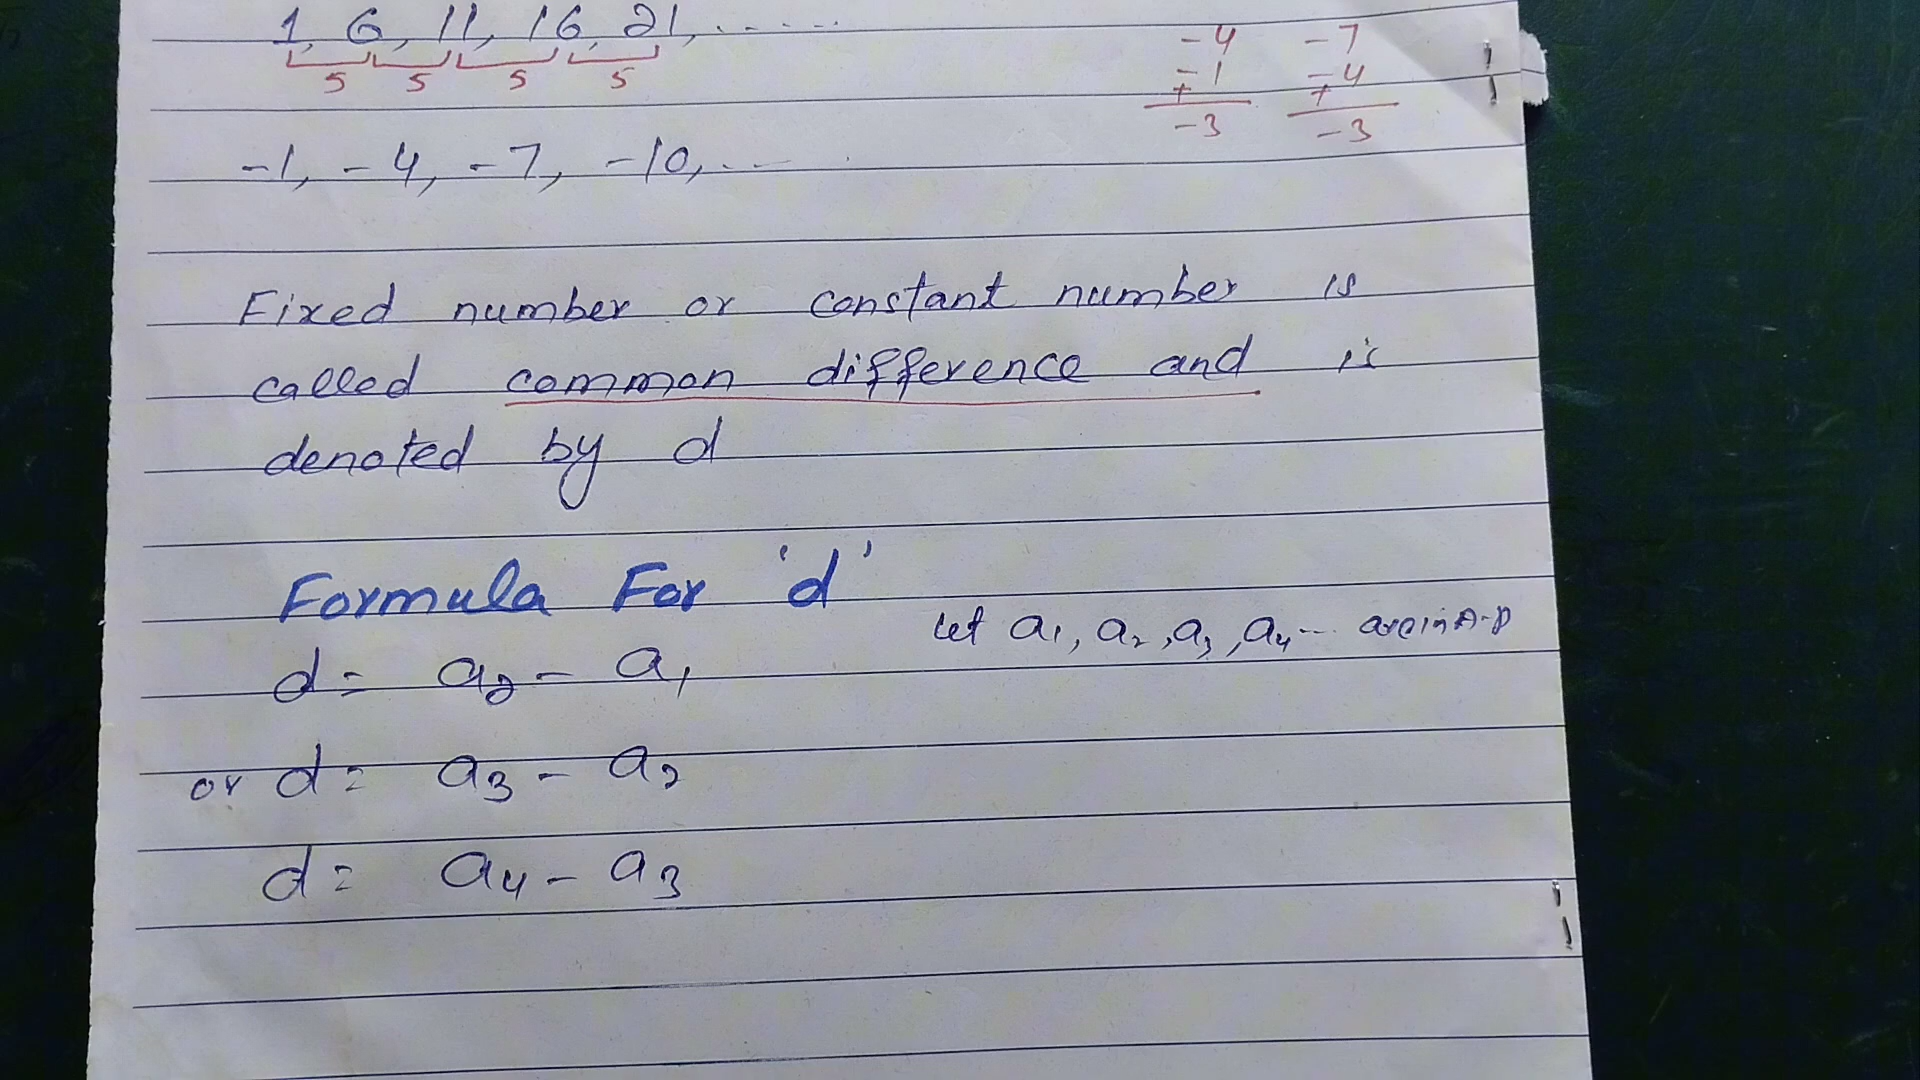 1, 6, 11, 16, 21, ......
5 5 5 5
-4 -7
-1 -4
+ +
-3 -3
-1, -4, -7, -10, ....
Fixed number or constant number is
called common difference and is
denoted by d
Formula For 'd'
Let a1, a2, a3, a4 ... are in A.P
d = a2 - a1
or d = a3 - a2
d = a4 - a3